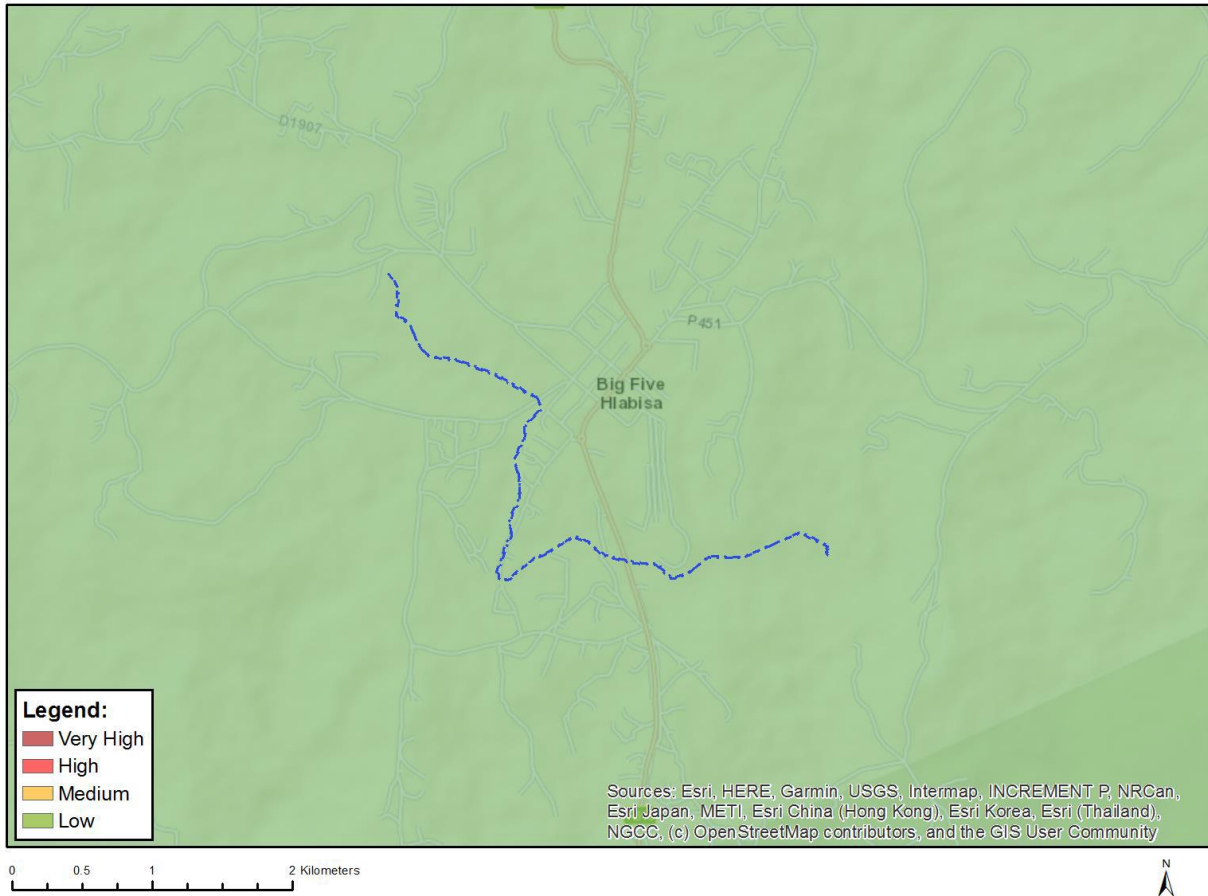 D1907
P451
Big Five
Hlabisa
Legend:
Very High
High
Medium
Low
Sources: Esri, HERE, Garmin, USGS, Intermap, INCREMENT P, NRCan,
Esri Japan, METI, Esri China (Hong Kong), Esri Korea, Esri (Thailand),
NGCC, (c) OpenStreetMap contributors, and the GIS User Community
0 0.5 1 2 Kilometers
N